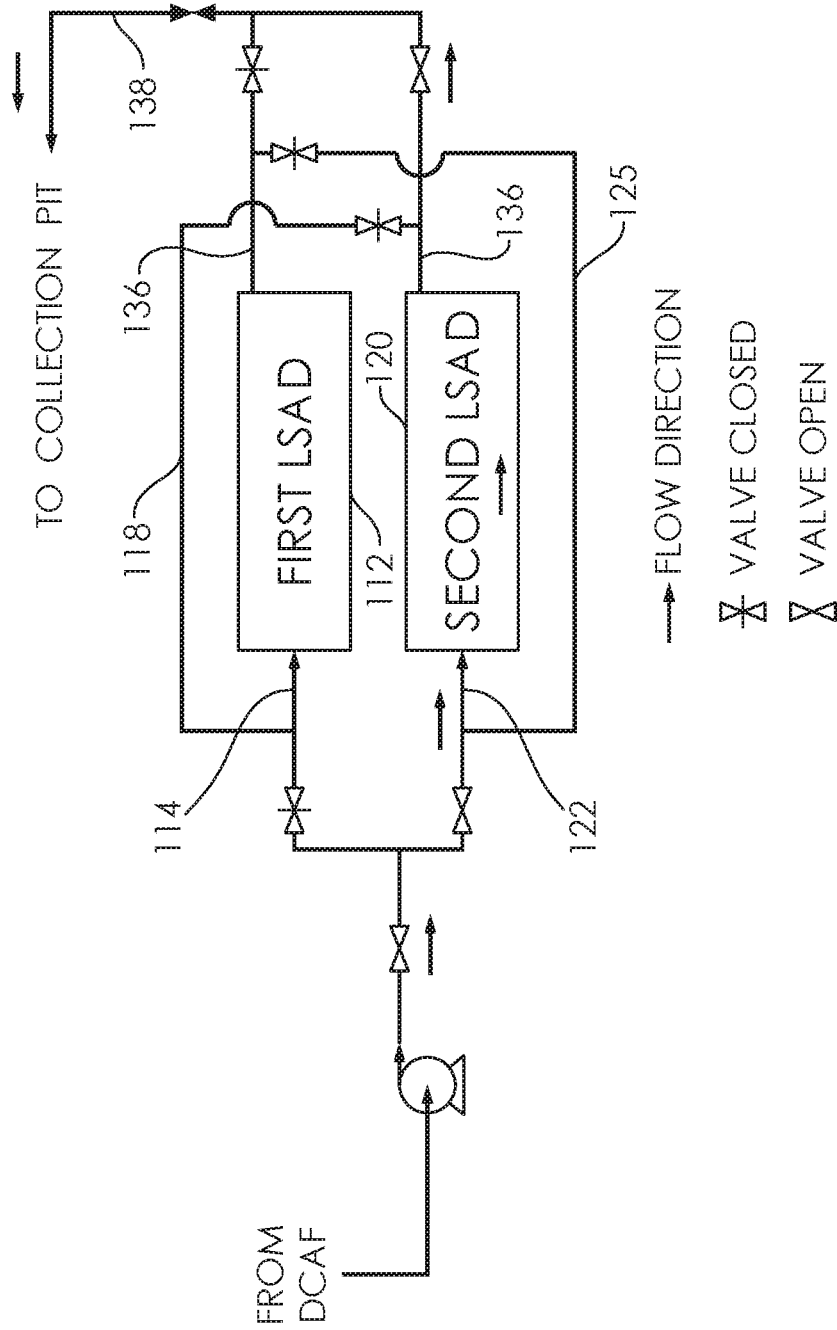 TO COLLECTION PIT
138
118
136
FIRST LSAD
114
112
120
136
SECOND LSAD
122
125
FROM
DCAF
FLOW DIRECTION
VALVE CLOSED
VALVE OPEN